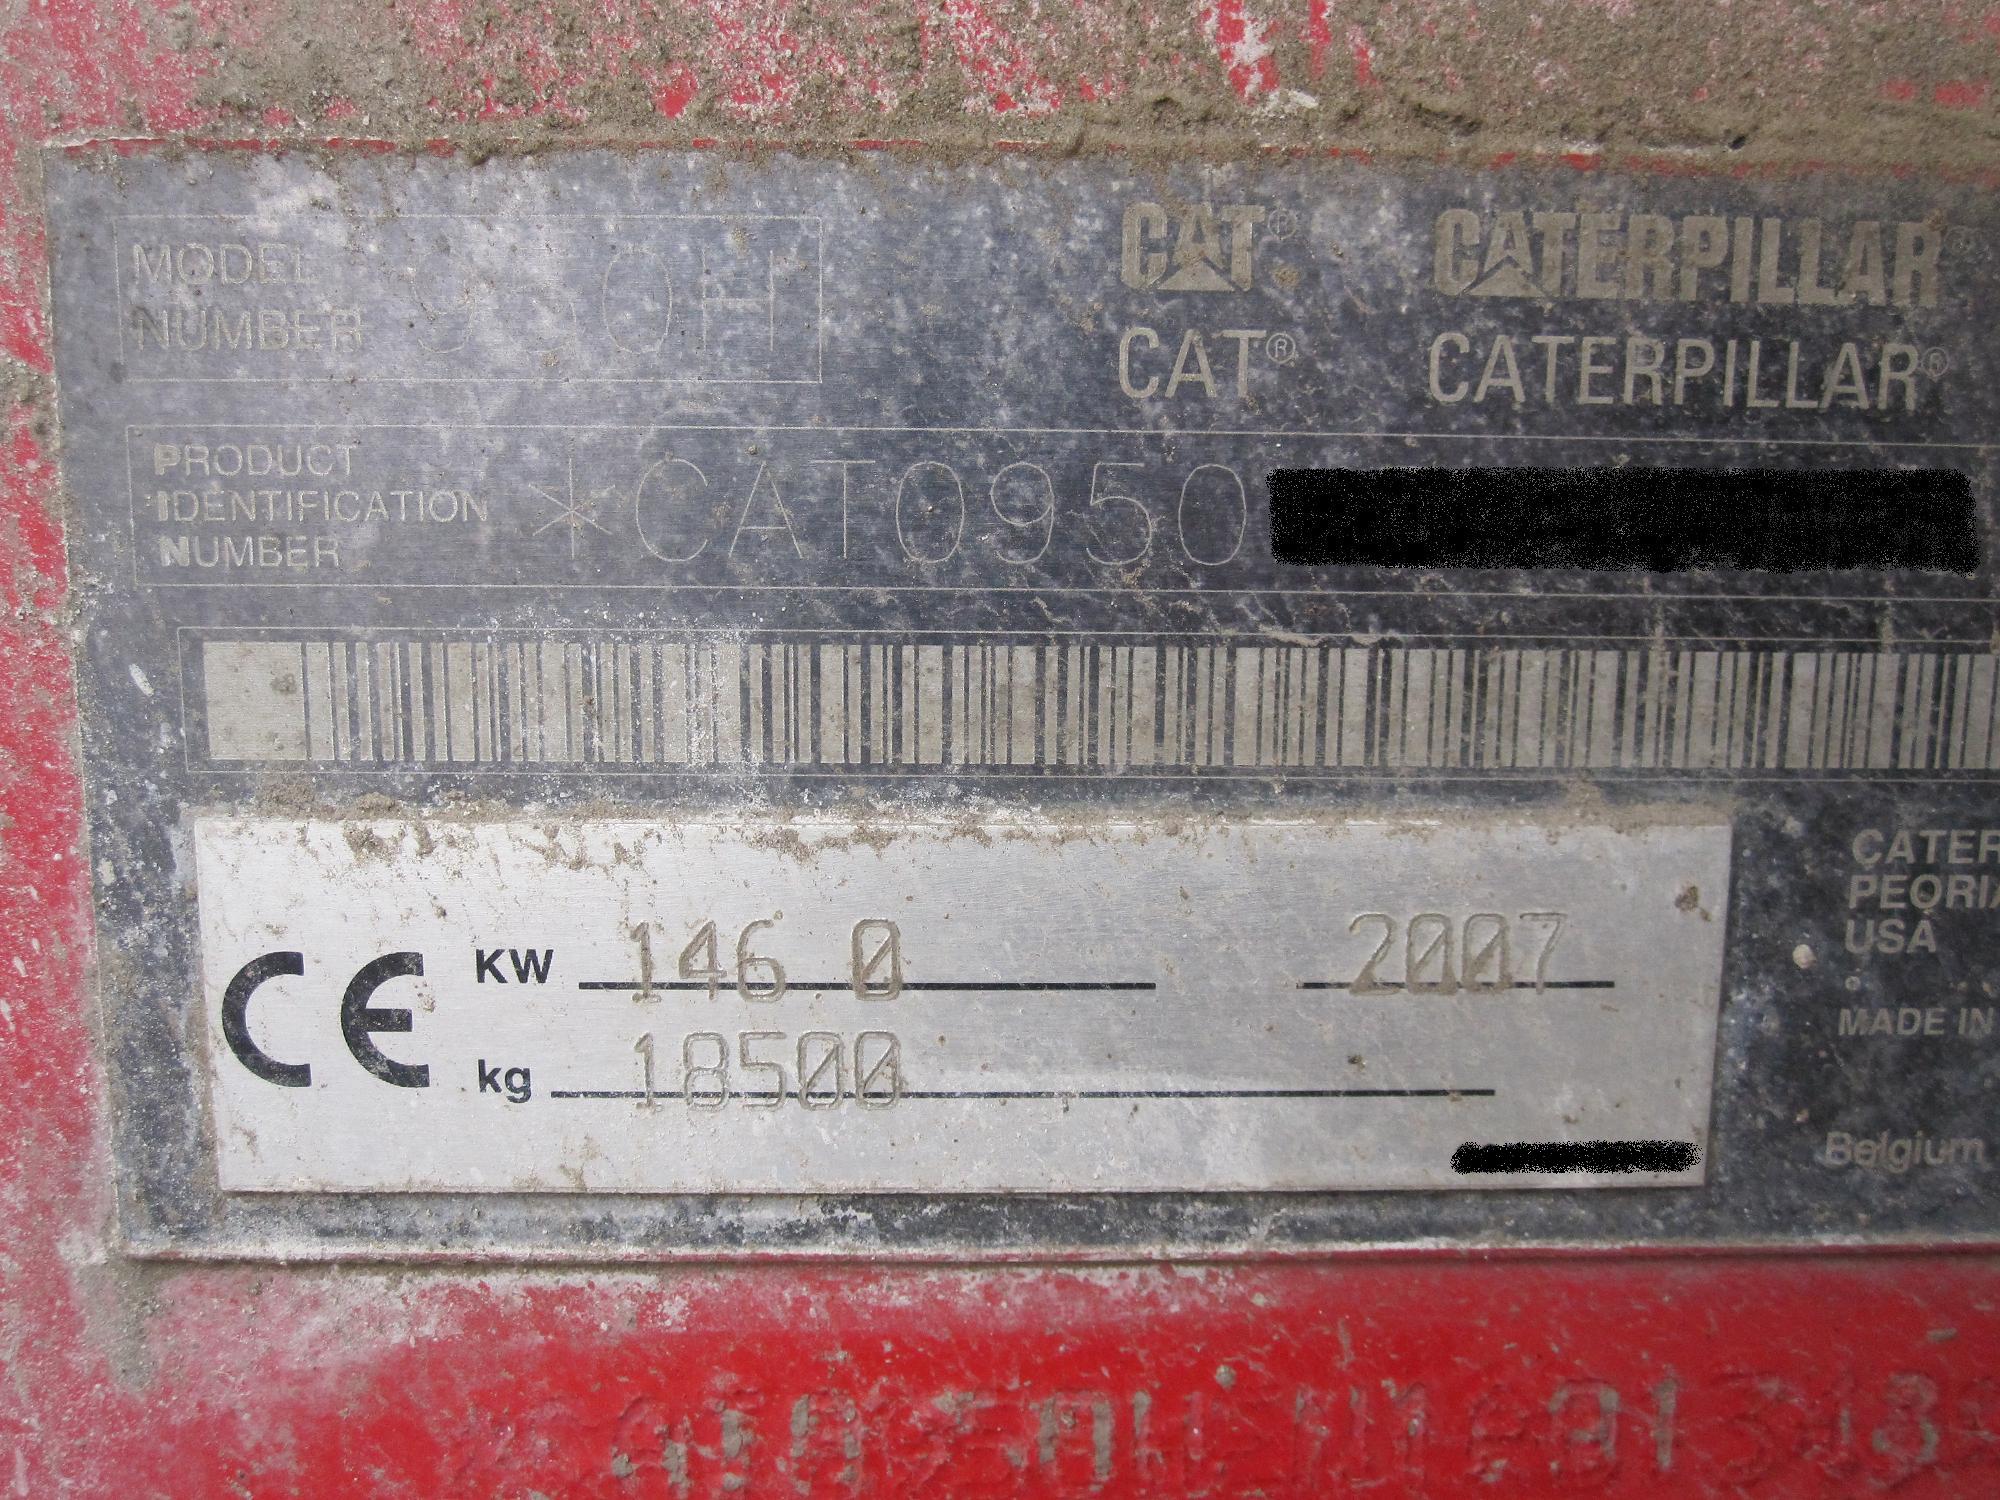 MODEL
NUMBER 950H
CAT® CATERPILLAR®
CAT® CATERPILLAR®
PRODUCT
IDENTIFICATION
NUMBER
*CAT0950
CE
KW 146 0 2007
kg 18500
CATER
PEORIA
USA
MADE IN
Belgium